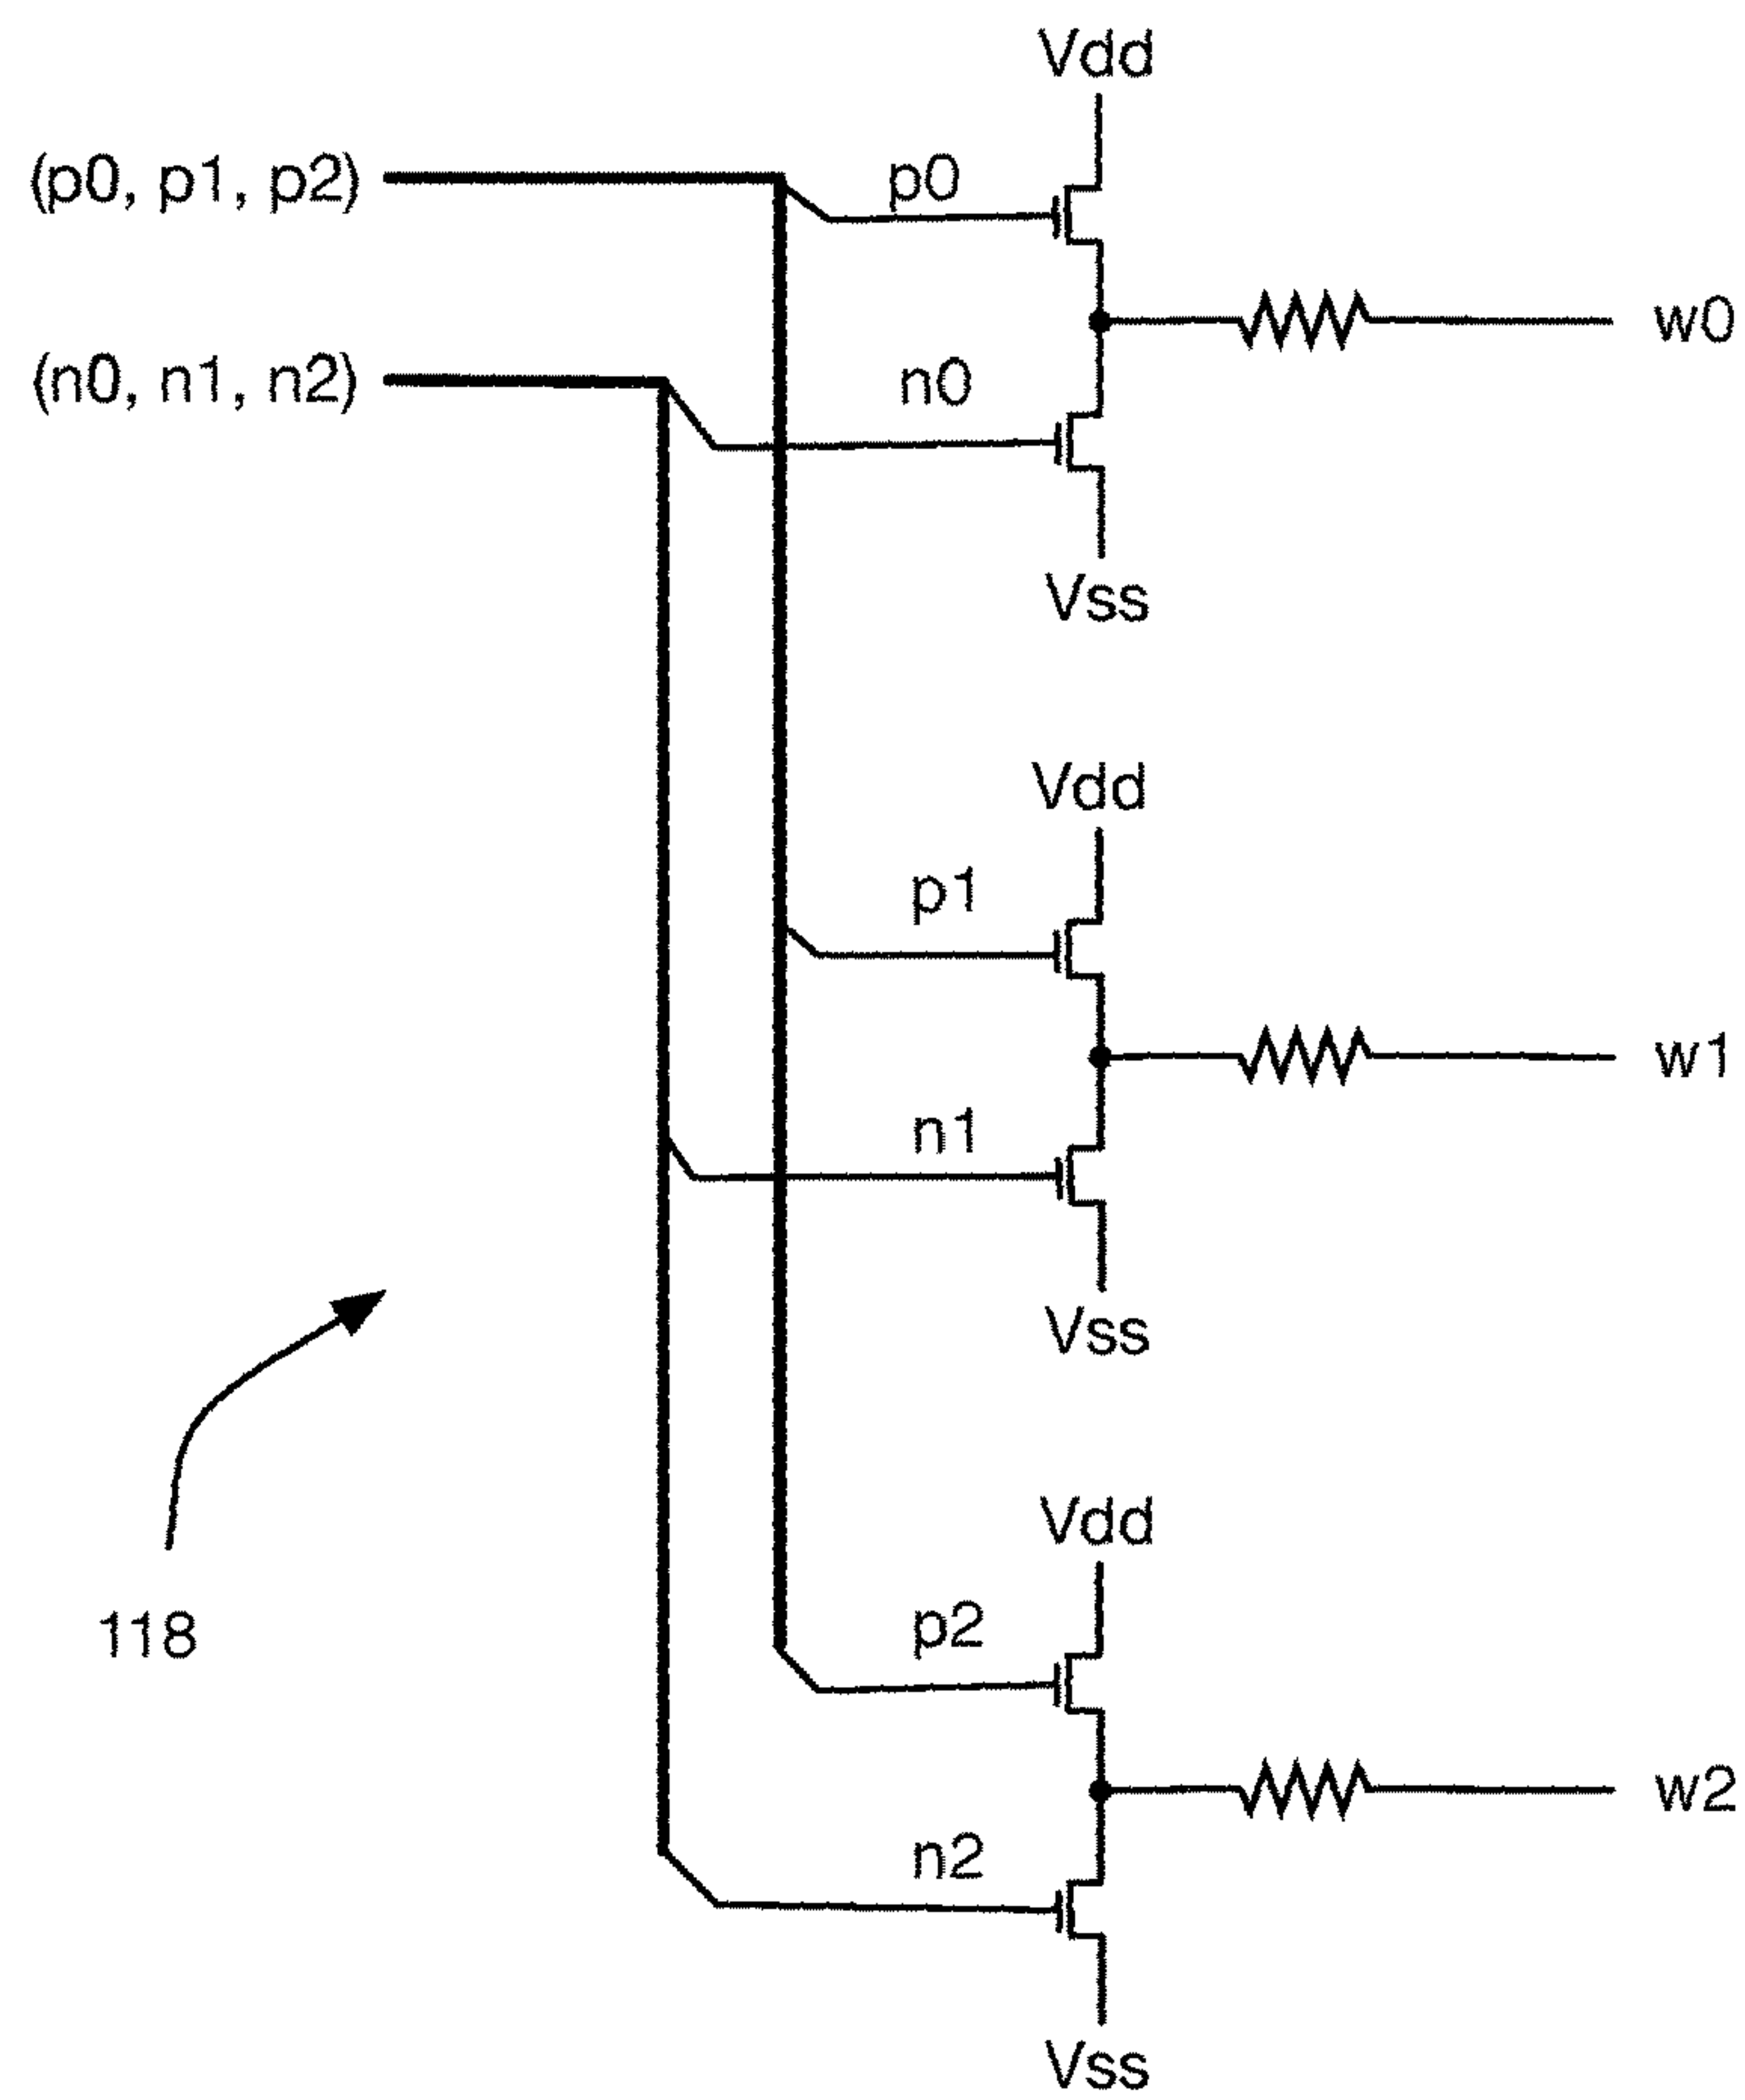 Vdd
(p0, p1, p2)
p0
w0
(n0, n1, n2)
n0
Vss
Vdd
p1
w1
n1
Vss
Vdd
118
p2
w2
n2
Vss